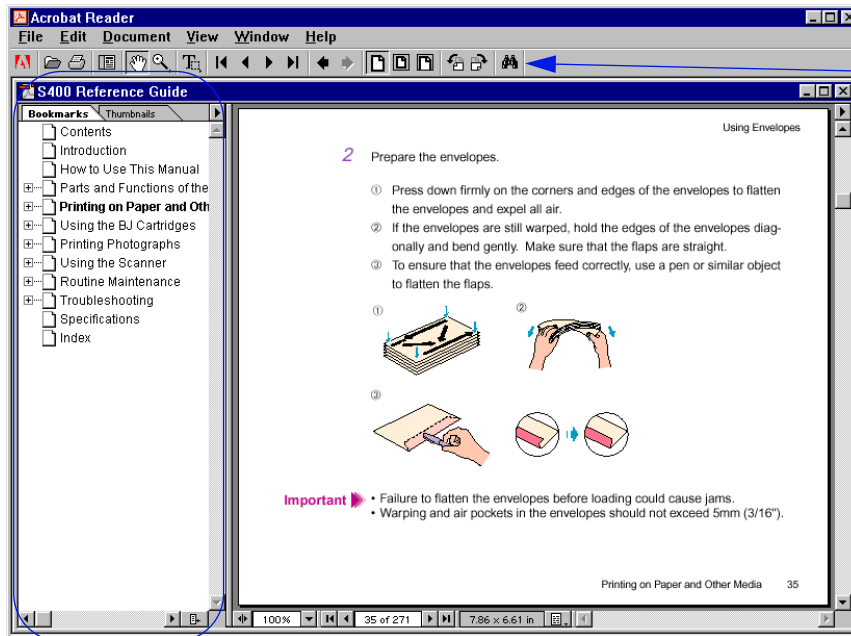 Acrobat Reader
File Edit Document View Window Help
S400 Reference Guide
Bookmarks Thumbnails
Contents
Introduction
How to Use This Manual
Parts and Functions of the
Printing on Paper and Oth
Using the BJ Cartridges
Printing Photographs
Using the Scanner
Routine Maintenance
Troubleshooting
Specifications
Index
Using Envelopes
2 Prepare the envelopes.
① Press down firmly on the corners and edges of the envelopes to flatten
the envelopes and expel all air.
② If the envelopes are still warped, hold the edges of the envelopes diag-
onally and bend gently. Make sure that the flaps are straight.
③ To ensure that the envelopes feed correctly, use a pen or similar object
to flatten the flaps.
① ②
③
Important • Failure to flatten the envelopes before loading could cause jams.
• Warping and air pockets in the envelopes should not exceed 5mm (3/16").
Printing on Paper and Other Media 35
100% 35 of 271 7.86 x 6.61 in